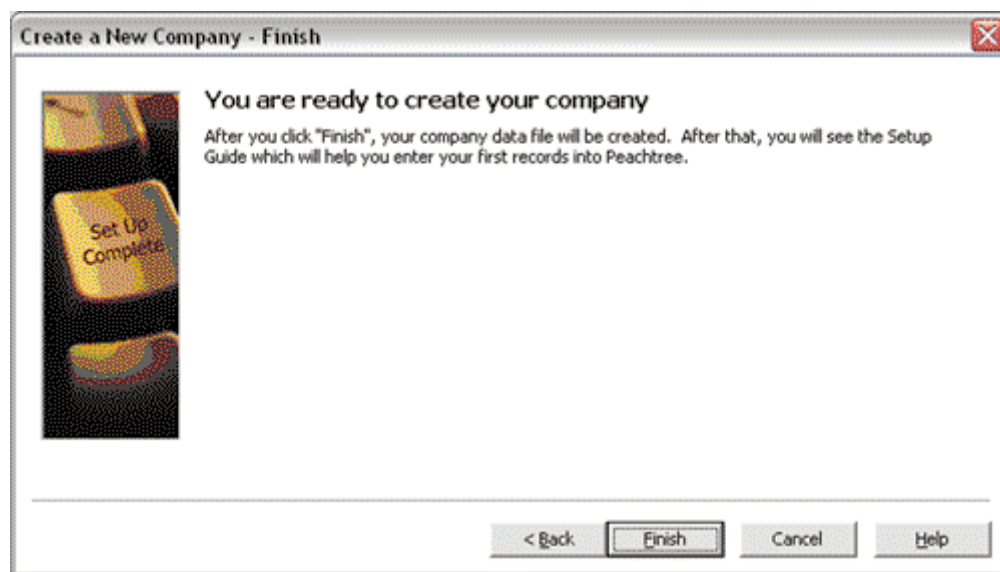 Create a New Company - Finish
You are ready to create your company
After you click "Finish", your company data file will be created.  After that, you will see the Setup
Guide which will help you enter your first records into Peachtree.
Set Up
Complete
< Back
Finish
Cancel
Help